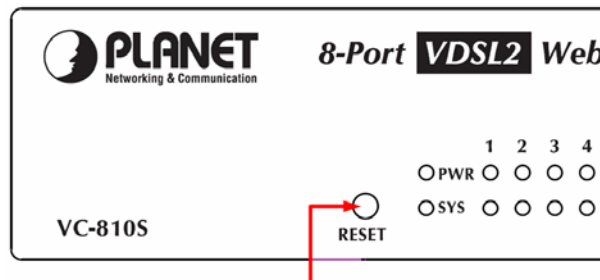 PLANET
Networking & Communication
8-Port VDSL2 Web
1 2 3 4
PWR
SYS
RESET
VC-810S